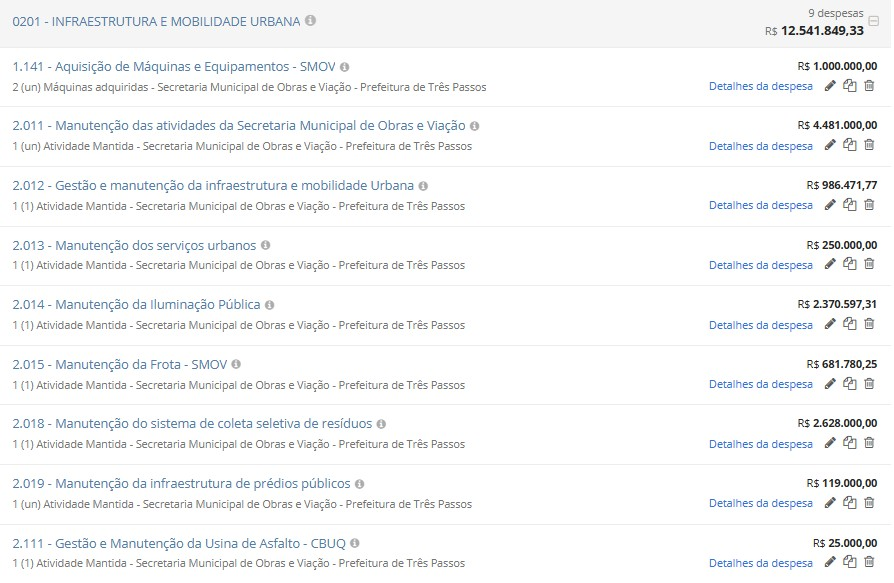 0201 - INFRAESTRUTURA E MOBILIDADE URBANA
9 despesas
R$ 12.541.849,33
1.141 - Aquisição de Máquinas e Equipamentos - SMOV
R$ 1.000.000,00
2 (un) Máquinas adquiridas - Secretaria Municipal de Obras e Viação - Prefeitura de Três Passos
Detalhes da despesa
2.011 - Manutenção das atividades da Secretaria Municipal de Obras e Viação
R$ 4.481.000,00
1 (un) Atividade Mantida - Secretaria Municipal de Obras e Viação - Prefeitura de Três Passos
Detalhes da despesa
2.012 - Gestão e manutenção da infraestrutura e mobilidade Urbana
R$ 986.471,77
1 (1) Atividade Mantida - Secretaria Municipal de Obras e Viação - Prefeitura de Três Passos
Detalhes da despesa
2.013 - Manutenção dos serviços urbanos
R$ 250.000,00
1 (1) Atividade Mantida - Secretaria Municipal de Obras e Viação - Prefeitura de Três Passos
Detalhes da despesa
2.014 - Manutenção da Iluminação Pública
R$ 2.370.597,31
1 (1) Atividade Mantida - Secretaria Municipal de Obras e Viação - Prefeitura de Três Passos
Detalhes da despesa
2.015 - Manutenção da Frota - SMOV
R$ 681.780,25
1 (1) Atividade Mantida - Secretaria Municipal de Obras e Viação - Prefeitura de Três Passos
Detalhes da despesa
2.018 - Manutenção do sistema de coleta seletiva de resíduos
R$ 2.628.000,00
1 (1) Atividade Mantida - Secretaria Municipal de Obras e Viação - Prefeitura de Três Passos
Detalhes da despesa
2.019 - Manutenção da infraestrutura de prédios públicos
R$ 119.000,00
1 (un) Atividade Mantida - Secretaria Municipal de Obras e Viação - Prefeitura de Três Passos
Detalhes da despesa
2.111 - Gestão e Manutenção da Usina de Asfalto - CBUQ
R$ 25.000,00
1 (1) Atividade Mantida - Secretaria Municipal de Obras e Viação - Prefeitura de Três Passos
Detalhes da despesa